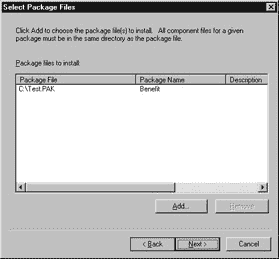 Select Package Files
Click Add to choose the package file(s) to install. All component files for a given
package must be in the same directory as the package file.
Package files to install:
Package File Package Name Description
C:\Test.PAK Benefit
Add... Remove
< Back Next > Cancel